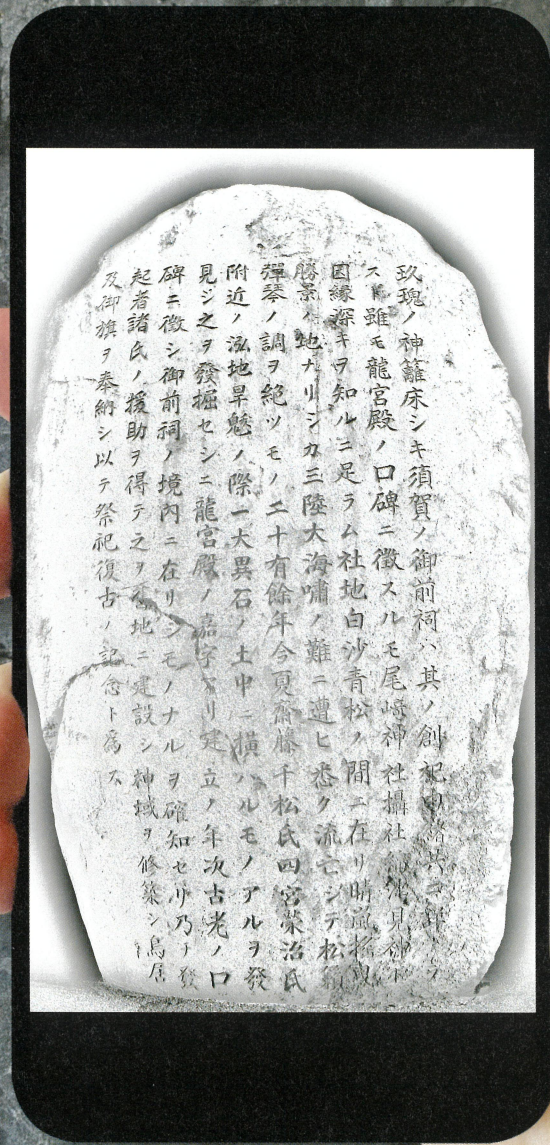 玖瑰ノ神籬床シキ須賀ノ御前祠ハ其ノ創祀由緒共ニ
スト雖モ龍宮殿ノ口碑ニ徴スルモ尾﨑神社攝社
因縁深キヲ知ルニ足ラム社地白沙青松ノ間ニ在リ晴
勝景ノ地ナリシカ三陸大海嘯ノ難ニ遭ヒ悉ク流亡シテ松
彈琴ノ調ヲ絶ツモノ二十有餘年今夏齋藤千松氏四宮榮治氏
附近ノ泓地旱魃ノ際一大異石ノ土中ニ横ハルモノアルヲ發
見シ之ヲ發掘セシニ龍宮殿ノ嘉字アリ建立ノ年次古老ノ口
碑ニ徴シ御前祠ノ境内ニ在リシモノナルヲ確知セリ乃チ發
起者諸氏ノ援助ヲ得テ之ヲ舊地ニ建設シ神域ヲ修築シ鳥居
及御旗ヲ奉納シ以テ祭祀復古ノ記念ト爲ス